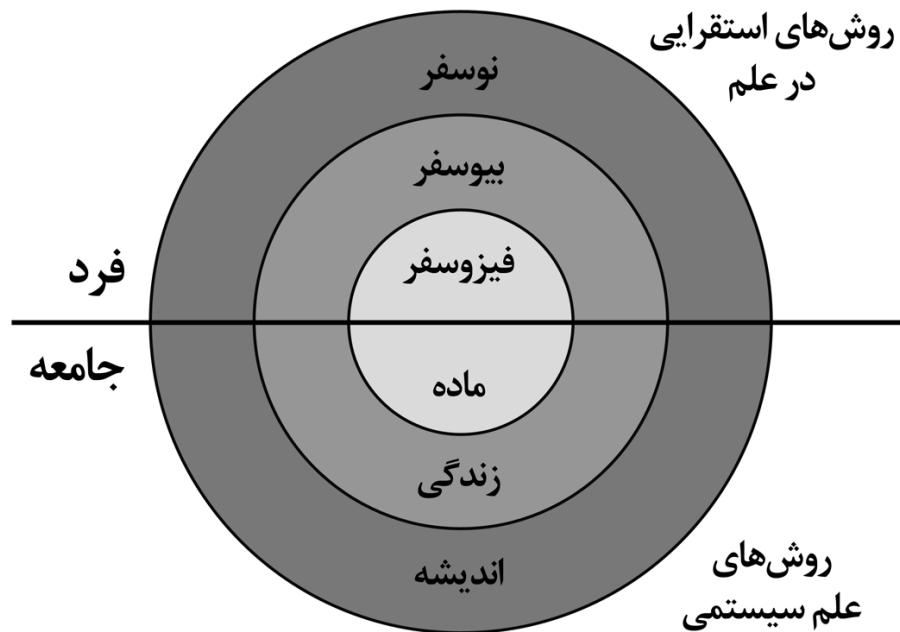 روش‌های استقرایی
در علم
نوسفر
بیوسفر
فیزوسفر
فرد
جامعه
ماده
زندگی
اندیشه
روش‌های
علم سیستمی